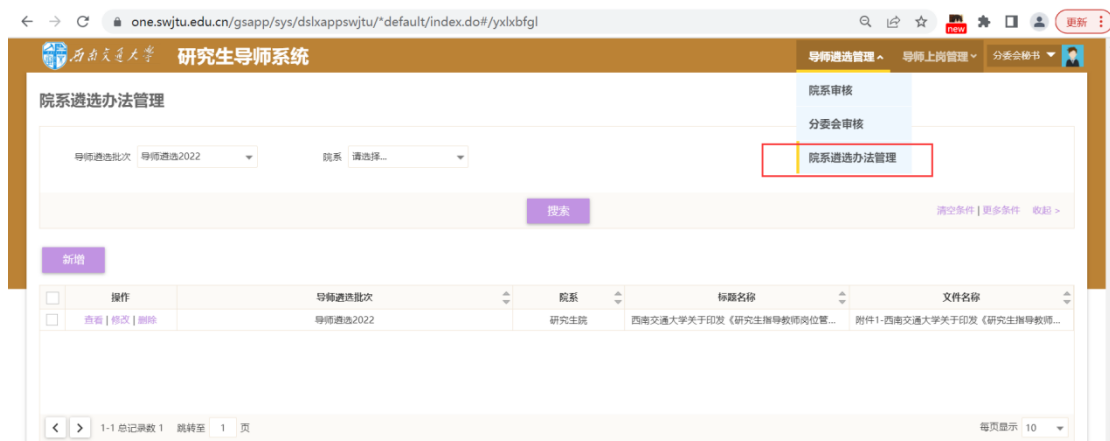 one.swjtu.edu.cn/gsapp/sys/dslxappswjtu/*default/index.do#/yxlxbfgl
new
更新
西南交通大学 研究生导师系统
导师遴选管理
导师上岗管理
分委会秘书
院系审核
分委会审核
院系遴选办法管理
院系遴选办法管理
导师遴选批次 导师遴选2022 院系 请选择...
搜索
清空条件 | 更多条件 收起 >
新增
操作 导师遴选批次 院系 标题名称 文件名称
查看 | 修改 | 删除 导师遴选2022 研究生院 西南交通大学关于印发《研究生指导教师岗位管... 附件1-西南交通大学关于印发《研究生指导教师...
1-1 总记录数 1 跳转至 1 页
每页显示 10